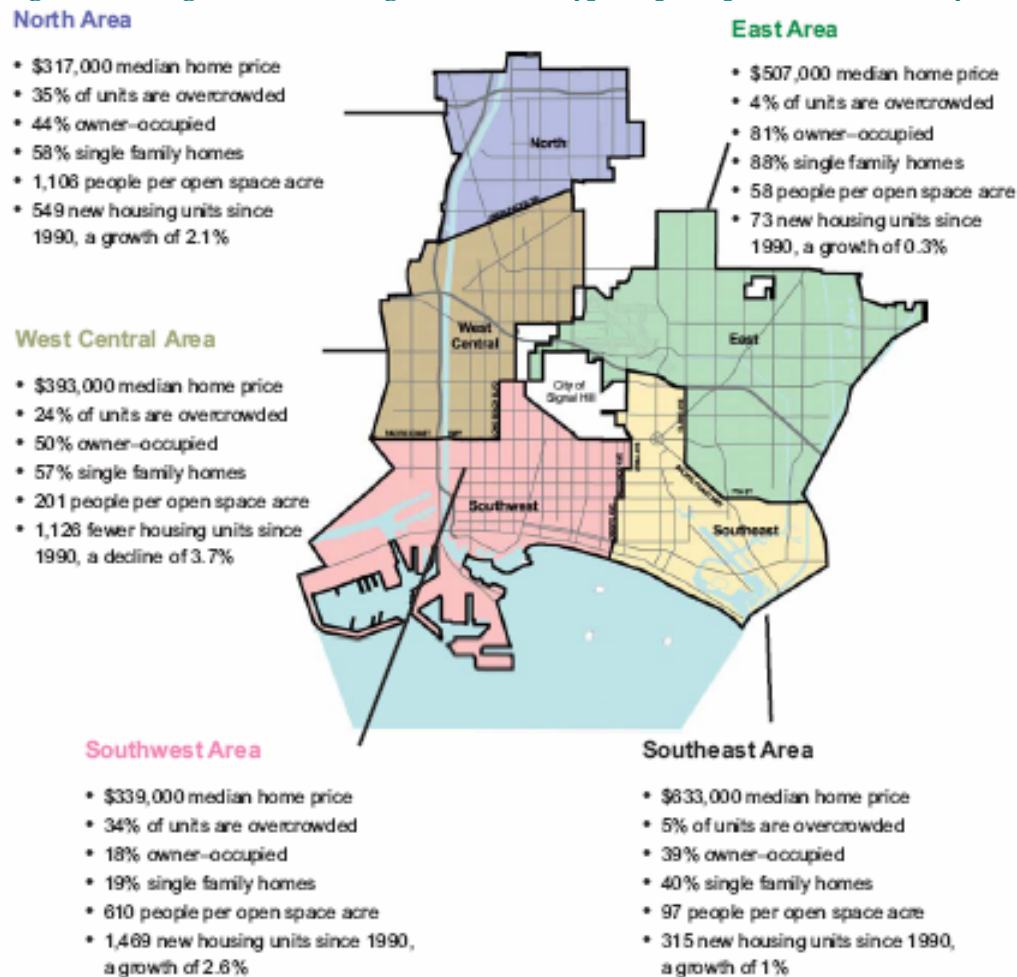 North Area
• $317,000 median home price
• 35% of units are overcrowded
• 44% owner–occupied
• 58% single family homes
• 1,106 people per open space acre
• 549 new housing units since
1990, a growth of 2.1%
East Area
• $507,000 median home price
• 4% of units are overcrowded
• 81% owner–occupied
• 88% single family homes
• 58 people per open space acre
• 73 new housing units since
1990, a growth of 0.3%
North
West Central Area
• $393,000 median home price
• 24% of units are overcrowded
• 50% owner–occupied
• 57% single family homes
• 201 people per open space acre
• 1,126 fewer housing units since
1990, a decline of 3.7%
West
Central
East
City of
Signal Hill
Southwest
Southeast
Southwest Area
• $339,000 median home price
• 34% of units are overcrowded
• 18% owner–occupied
• 19% single family homes
• 610 people per open space acre
• 1,469 new housing units since 1990,
a growth of 2.6%
Southeast Area
• $633,000 median home price
• 5% of units are overcrowded
• 39% owner–occupied
• 40% single family homes
• 97 people per open space acre
• 315 new housing units since 1990,
a growth of 1%